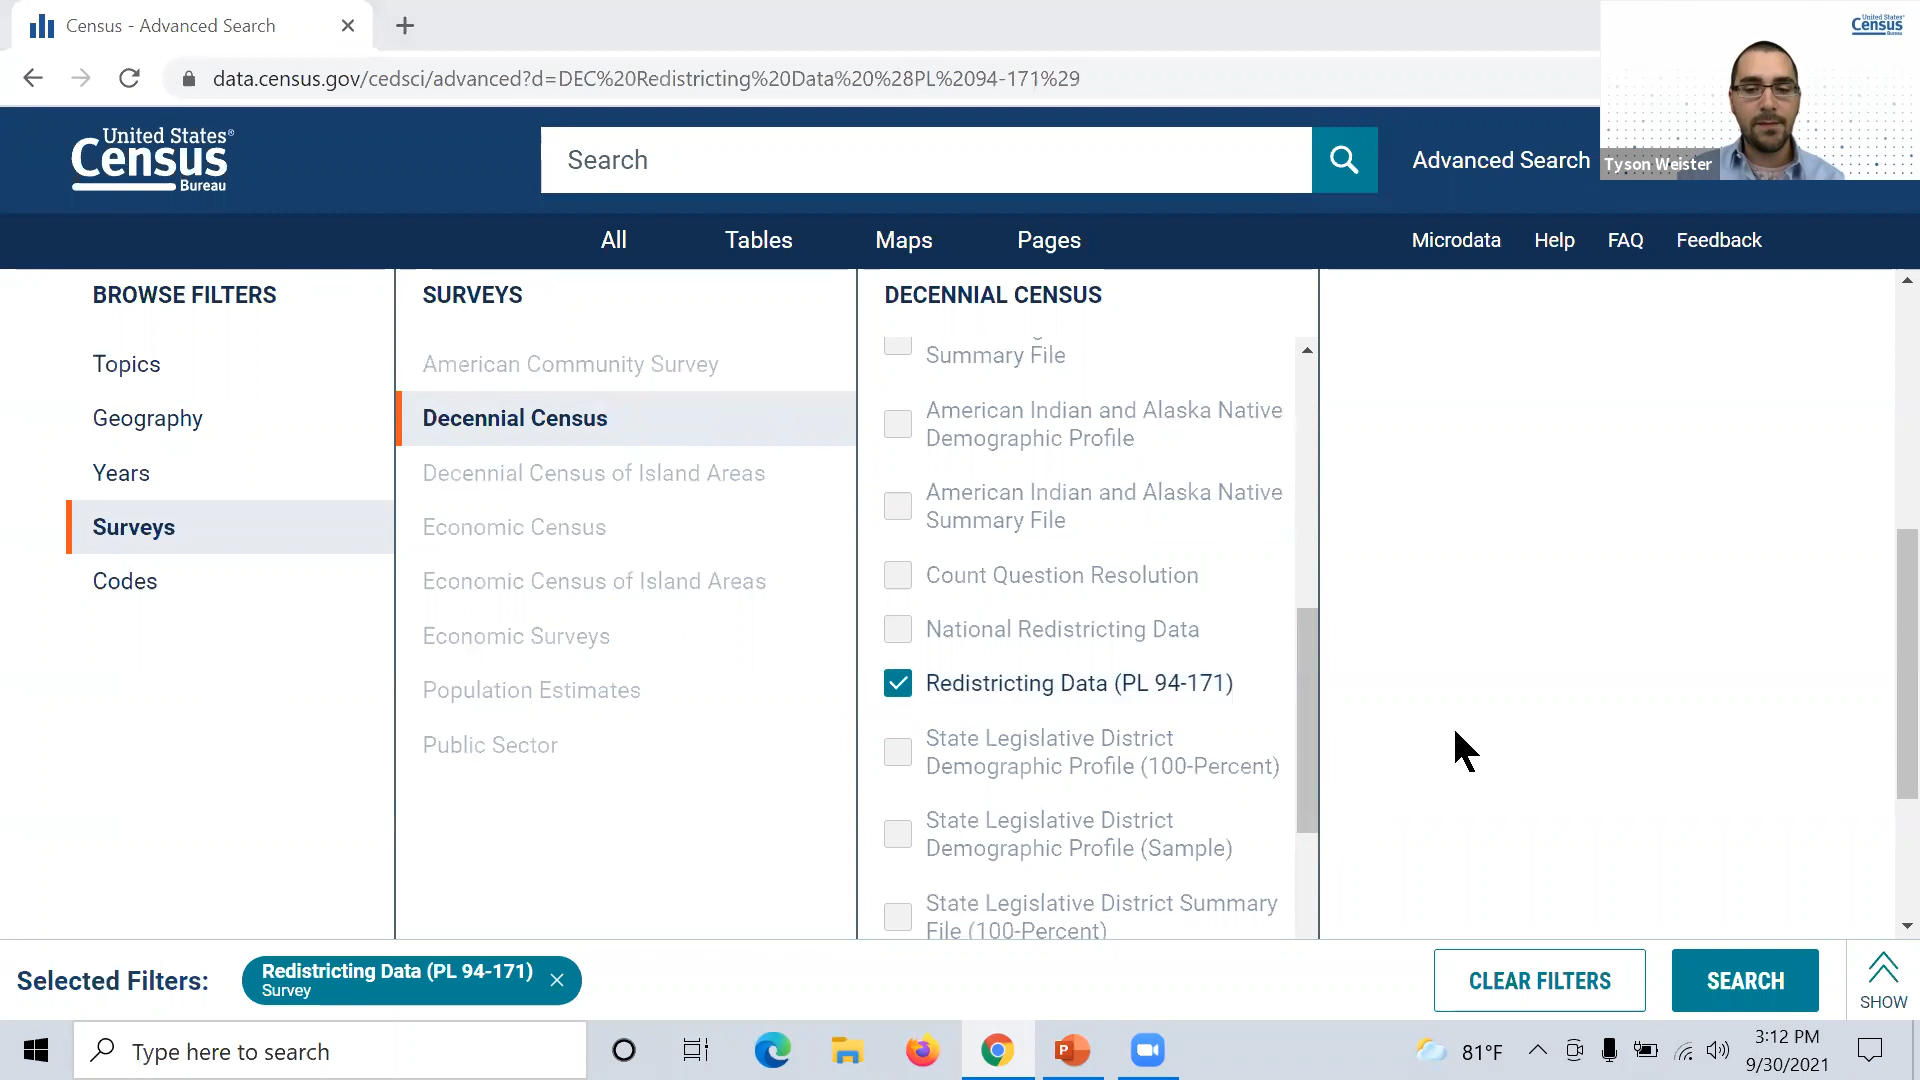 Census - Advanced Search
data.census.gov/cedsci/advanced?d=DEC%20Redistricting%20Data%20%28PL%2094-171%29
United States®
Census
Bureau
Search
Advanced Search
United States
Census
Bureau
Tyson Weister
All
Tables
Maps
Pages
Microdata
Help
FAQ
Feedback
BROWSE FILTERS
Topics
Geography
Years
Surveys
Codes
SURVEYS
American Community Survey
Decennial Census
Decennial Census of Island Areas
Economic Census
Economic Census of Island Areas
Economic Surveys
Population Estimates
Public Sector
DECENNIAL CENSUS
Summary File
American Indian and Alaska Native
Demographic Profile
American Indian and Alaska Native
Summary File
Count Question Resolution
National Redistricting Data
Redistricting Data (PL 94-171)
State Legislative District
Demographic Profile (100-Percent)
State Legislative District
Demographic Profile (Sample)
State Legislative District Summary
File (100-Percent)
Selected Filters:
Redistricting Data (PL 94-171)
Survey
CLEAR FILTERS
SEARCH
SHOW
Type here to search
81°F
3:12 PM
9/30/2021